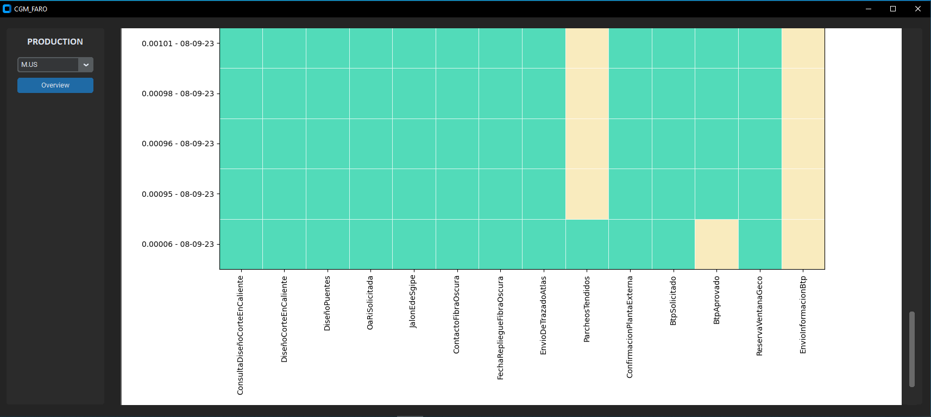 CGM_FARO
PRODUCTION
M.US
Overview
0.00101 - 08-09-23
0.00098 - 08-09-23
0.00096 - 08-09-23
0.00095 - 08-09-23
0.00006 - 08-09-23
ConsultaDiseñoCorteEnCaliente
DiseñoCorteEnCaliente
DiseñoPuentes
OaRiSolicitada
JalonEdeSgipe
ContactoFibraOscura
FechaRepliegueFibraOscura
EnvioDeTrazadoAtlas
ParcheosTendidos
ConfirmacionPlantaExterna
BtpSolicitado
BtpAprovado
ReservaVentanaGeco
EnvioInformacionBtp